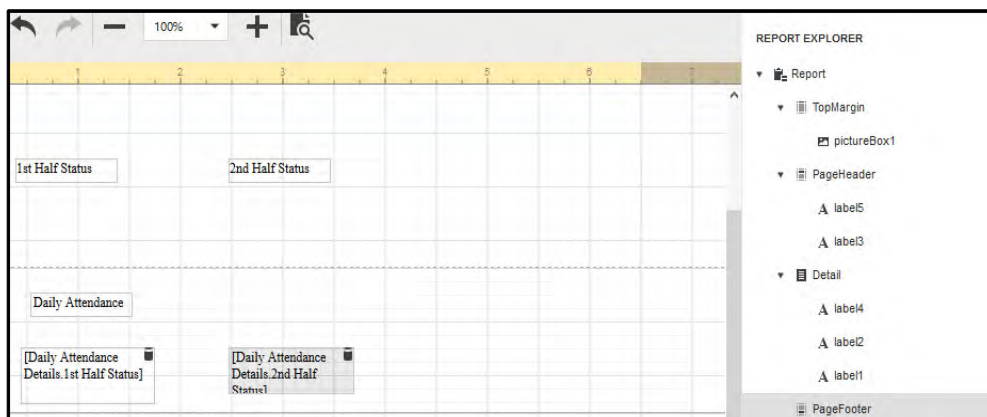 100%
REPORT EXPLORER
1 2 3 4 5 6 7
Report
TopMargin
pictureBox1
1st Half Status 2nd Half Status
PageHeader
label5
label3
Detail
Daily Attendance
label4
[Daily Attendance
Details.1st Half Status]
[Daily Attendance
Details.2nd Half
Status]
label2
label1
PageFooter